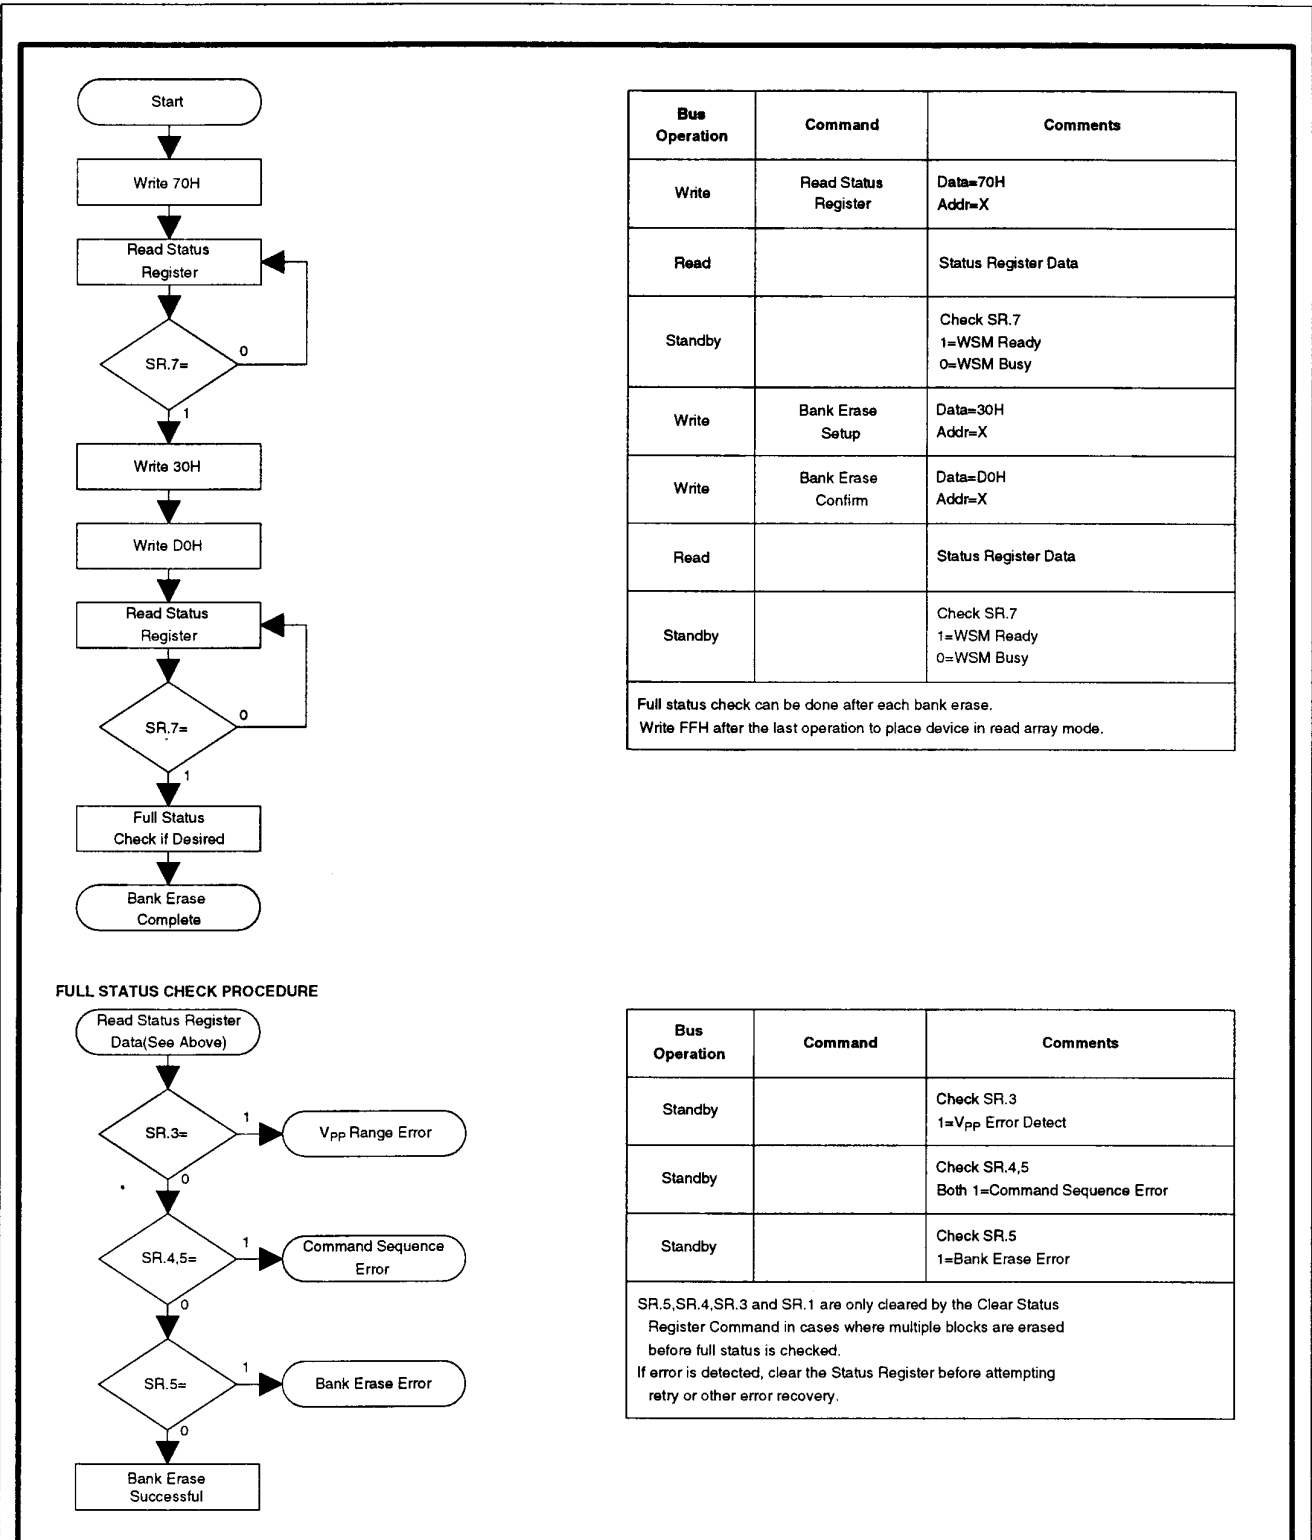 Start
Write 70H
Read Status
Register
SR.7=
0
1
Write 30H
Write D0H
Read Status
Register
SR.7=
0
1
Full Status
Check if Desired
Bank Erase
Complete
Bus
Operation
Command
Comments
Write
Read Status
Register
Data=70H
Addr=X
Read
Status Register Data
Standby
Check SR.7
1=WSM Ready
0=WSM Busy
Write
Bank Erase
Setup
Data=30H
Addr=X
Write
Bank Erase
Confirm
Data=D0H
Addr=X
Read
Status Register Data
Standby
Check SR.7
1=WSM Ready
0=WSM Busy
Full status check can be done after each bank erase.
Write FFH after the last operation to place device in read array mode.
FULL STATUS CHECK PROCEDURE
Read Status Register
Data(See Above)
SR.3=
1
VPP Range Error
0
SR.4,5=
1
Command Sequence
Error
0
SR.5=
1
Bank Erase Error
0
Bank Erase
Successful
Bus
Operation
Command
Comments
Standby
Check SR.3
1=VPP Error Detect
Standby
Check SR.4,5
Both 1=Command Sequence Error
Standby
Check SR.5
1=Bank Erase Error
SR.5,SR.4,SR.3 and SR.1 are only cleared by the Clear Status
Register Command in cases where multiple blocks are erased
before full status is checked.
If error is detected, clear the Status Register before attempting
retry or other error recovery.